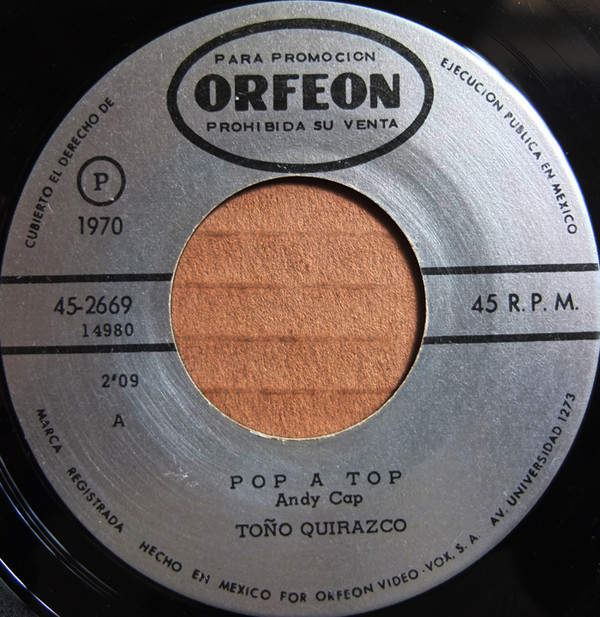 PARA PROMOCION
ORFEON
PROHIBIDA SU VENTA
CUBIERTO EL DERECHO DE
EJECUCION PUBLICA EN MEXICO
P
1970
45-2669
14980
45 R.P.M.
2'09
A
POP A TOP
Andy Cap
TOÑO QUIRAZCO
MARCA REGISTRADA HECHO EN MEXICO FOR ORFEON VIDEO-VOX, S. A. AV. UNIVERSIDAD 1273